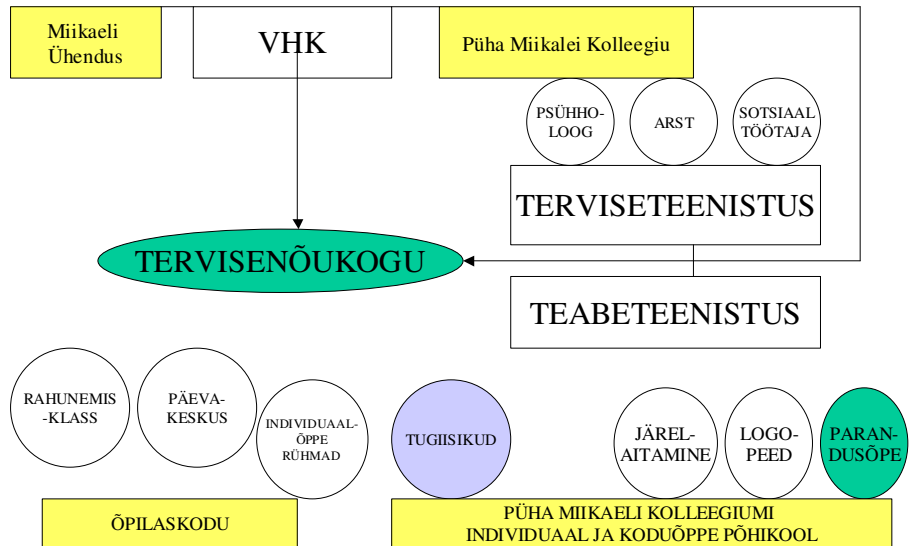 Miikaeli
Ühendus
VHK
Püha Miikalei Kolleegiu
PSÜHHO-
LOOG
ARST
SOTSIAAL
TÖÖTAJA
TERVISETEENISTUS
TERVISENÕUKOGU
TEABETEENISTUS
RAHUNEMIS
-KLASS
PÄEVA-
KESKUS
INDIVIDUAAL-
ÕPPE
RÜHMAD
TUGIISIKUD
JÄREL-
AITAMINE
LOGO-
PEED
PARAN-
DUSÕPE
ÕPILASKODU
PÜHA MIIKAELI KOLLEEGIUMI
INDIVIDUAAL JA KODUÕPPE PÕHIKOOL